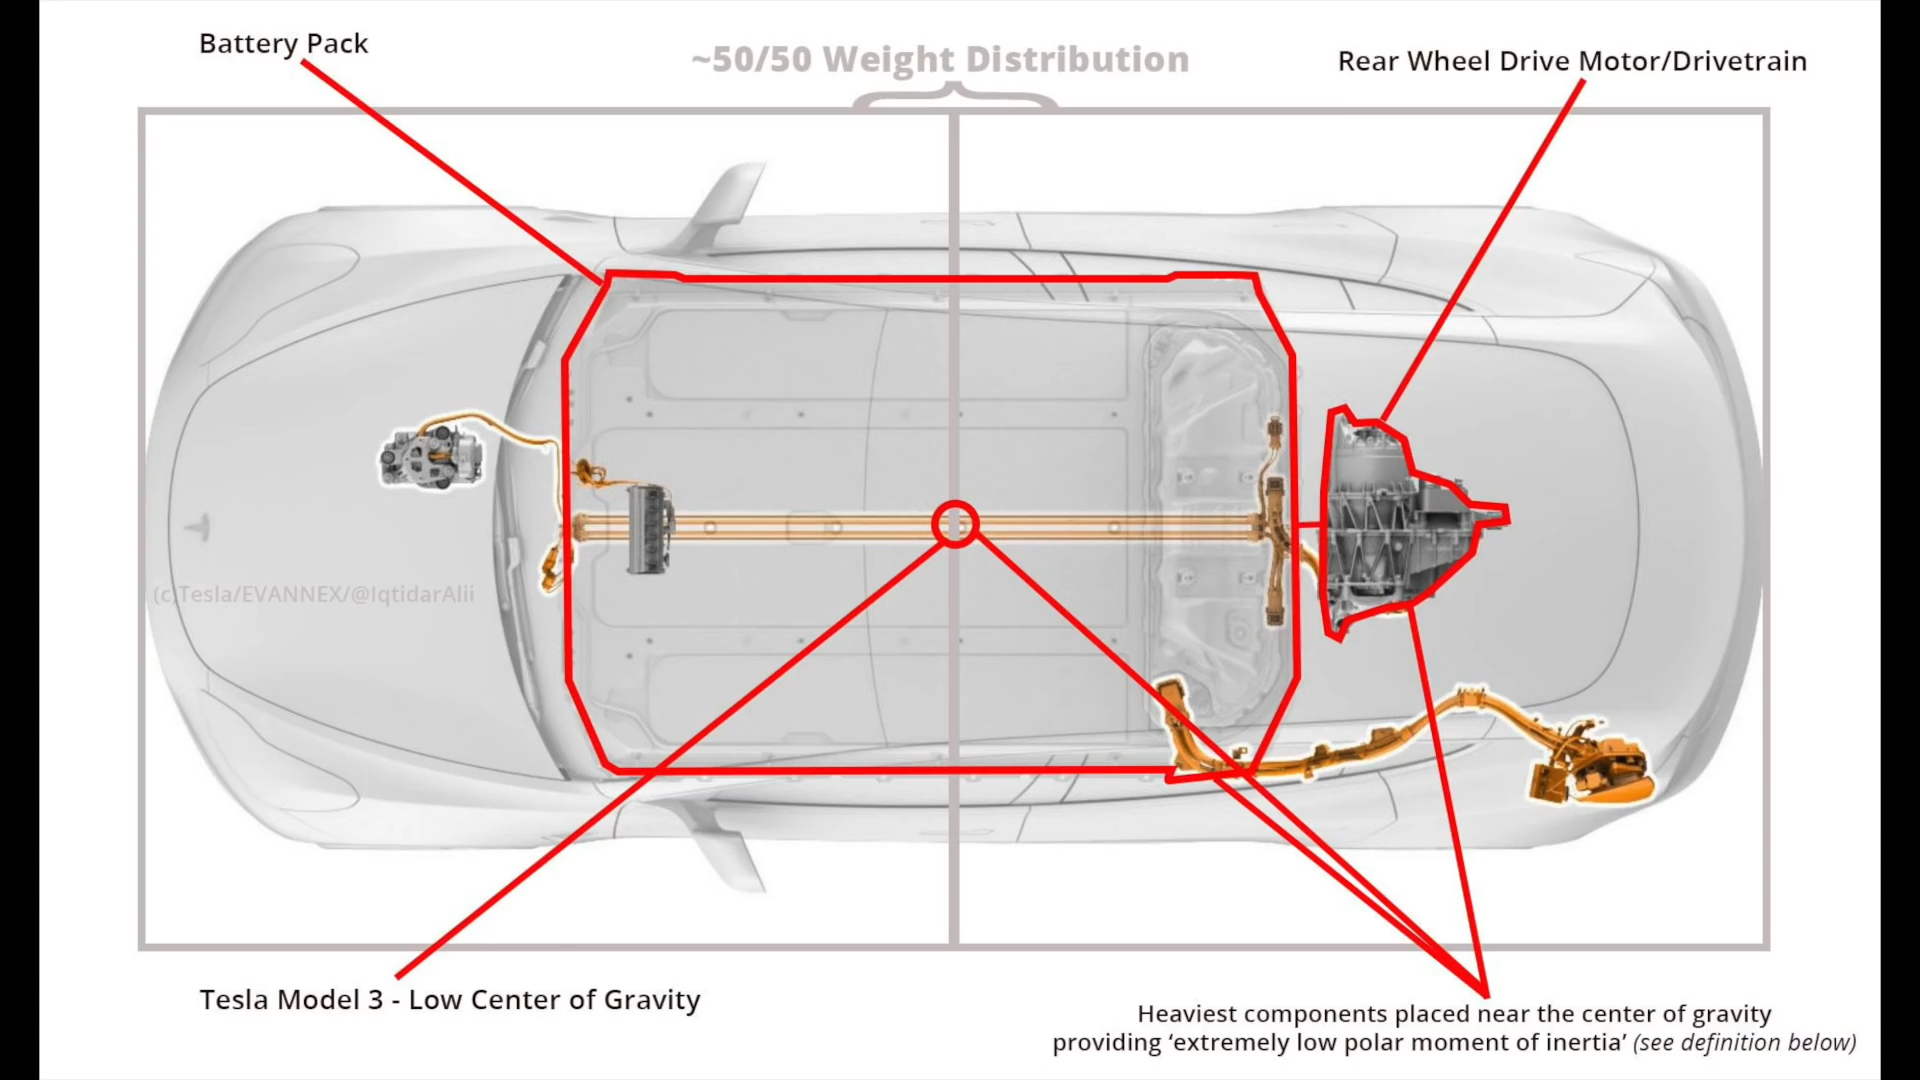 Battery Pack
~50/50 Weight Distribution
Rear Wheel Drive Motor/Drivetrain
(c)Tesla/EVANNEX/@IqtidarAlii
Tesla Model 3 - Low Center of Gravity
Heaviest components placed near the center of gravity
providing ‘extremely low polar moment of inertia’ (see definition below)